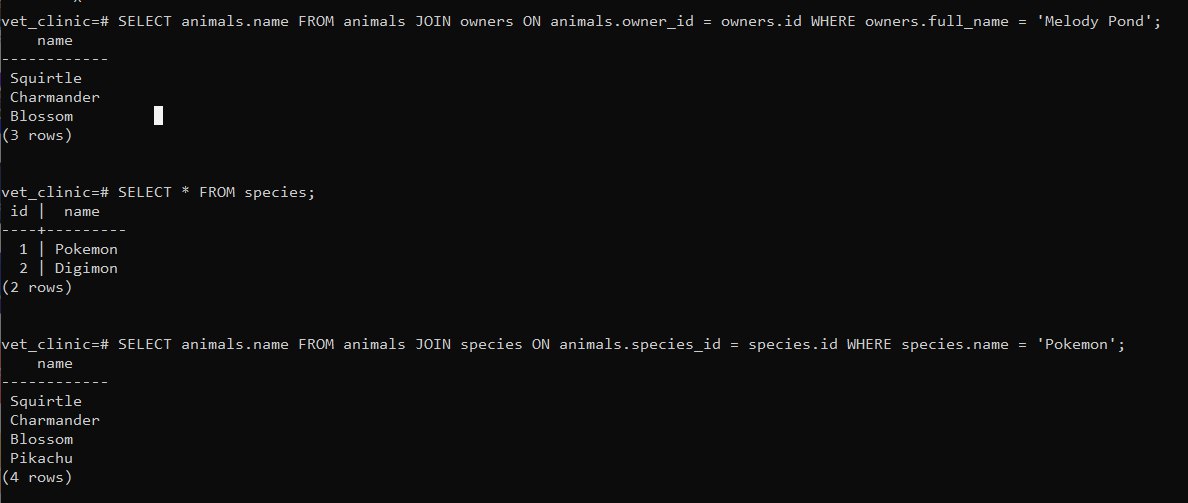 vet_clinic=# SELECT animals.name FROM animals JOIN owners ON animals.owner_id = owners.id WHERE owners.full_name = 'Melody Pond';
    name
------------
 Squirtle
 Charmander
 Blossom
(3 rows)
vet_clinic=# SELECT * FROM species;
 id |  name
----+---------
  1 | Pokemon
  2 | Digimon
(2 rows)
vet_clinic=# SELECT animals.name FROM animals JOIN species ON animals.species_id = species.id WHERE species.name = 'Pokemon';
    name
------------
 Squirtle
 Charmander
 Blossom
 Pikachu
(4 rows)